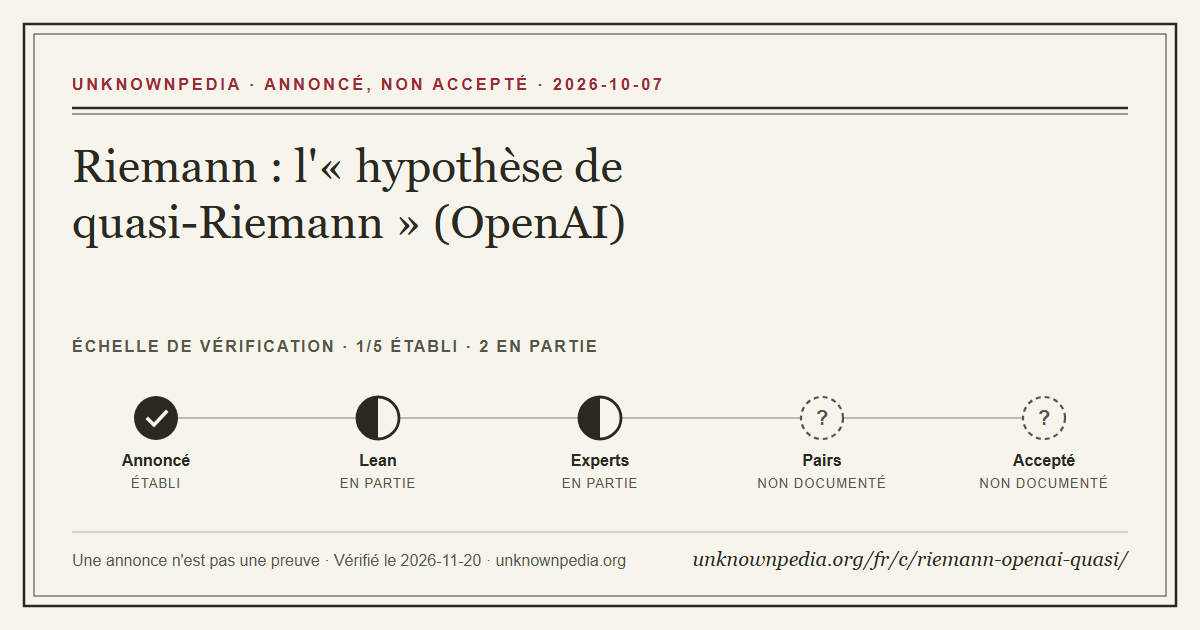 UNKNOWNPEDIA · ANNONCÉ, NON ACCEPTÉ · 2026-10-07
Riemann : l'« hypothèse de
quasi-Riemann » (OpenAI)
ÉCHELLE DE VÉRIFICATION · 1/5 ÉTABLI · 2 EN PARTIE
? ?
Annoncé Lean Experts Pairs Accepté
ÉTABLI EN PARTIE EN PARTIE NON DOCUMENTÉ NON DOCUMENTÉ
Une annonce n'est pas une preuve · Vérifié le 2026-11-20 · unknownpedia.org unknownpedia.org/fr/c/riemann-openai-quasi/